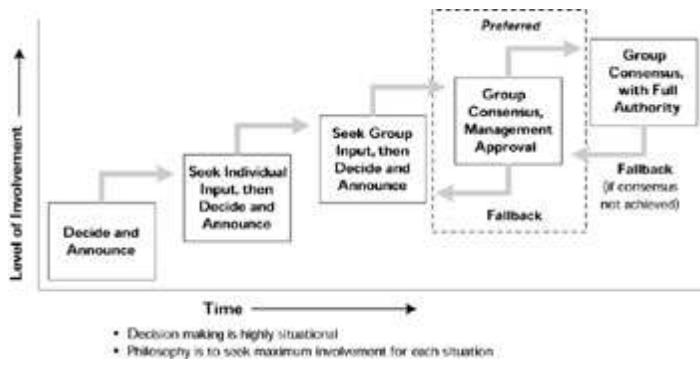 Preferred
Group
Consensus,
with Full
Authority
Group
Consensus,
Management
Approval
Seek Group
Input, then
Decide and
Announce
Seek Individual
Input, then
Decide and
Announce
Decide and
Announce
Fallback
Fallback
(if consensus
not achieved)
Level of Involvement
Time
• Decision making is highly situational
• Philosophy is to seek maximum involvement for each situation